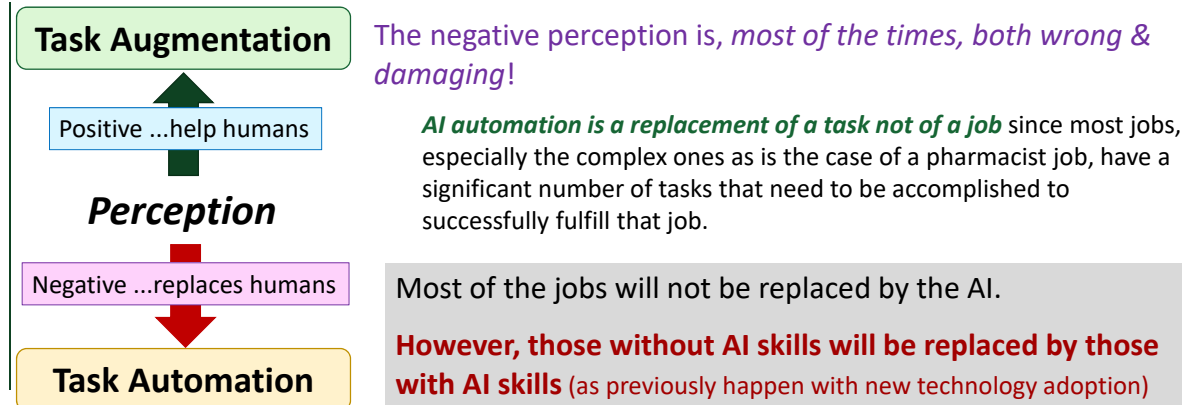 Task Augmentation
Positive ...help humans
Perception
Negative ...replaces humans
Task Automation
The negative perception is, most of the times, both wrong &
damaging!
AI automation is a replacement of a task not of a job since most jobs,
especially the complex ones as is the case of a pharmacist job, have a
significant number of tasks that need to be accomplished to
successfully fulfill that job.
Most of the jobs will not be replaced by the AI.
However, those without AI skills will be replaced by those
with AI skills (as previously happen with new technology adoption)